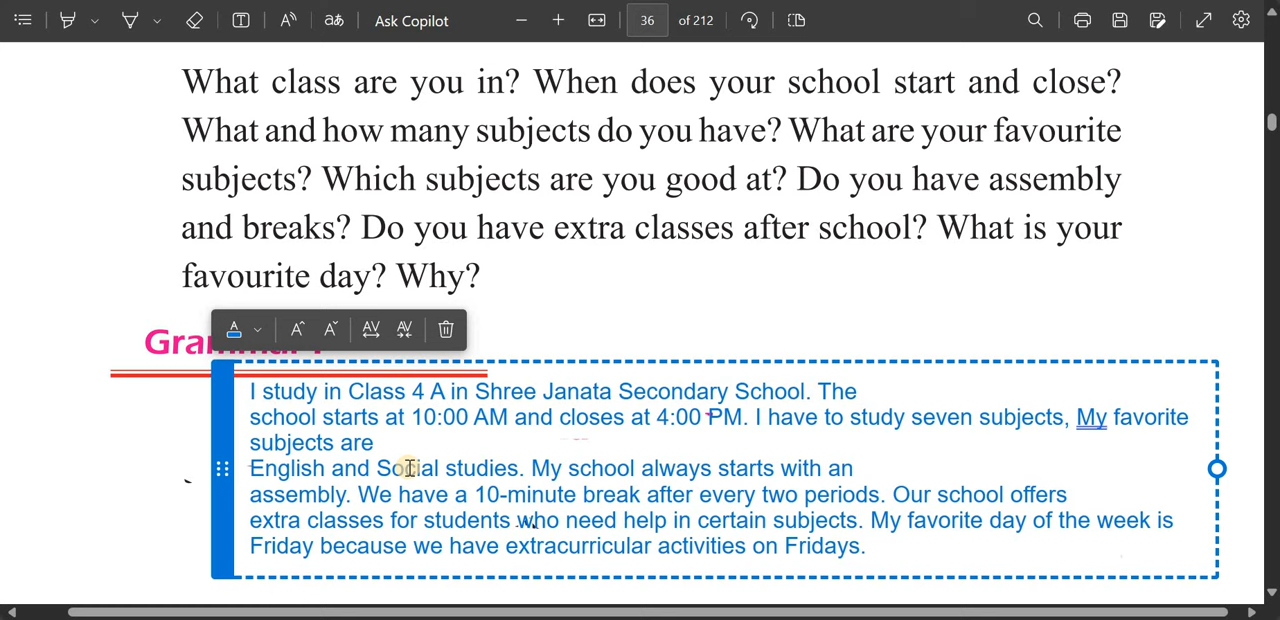 Ask Copilot
36 of 212
What class are you in? When does your school start and close?
What and how many subjects do you have? What are your favourite
subjects? Which subjects are you good at? Do you have assembly
and breaks? Do you have extra classes after school? What is your
favourite day? Why?
I study in Class 4 A in Shree Janata Secondary School. The
school starts at 10:00 AM and closes at 4:00 PM. I have to study seven subjects, My favorite
subjects are
English and Social studies. My school always starts with an
assembly. We have a 10-minute break after every two periods. Our school offers
extra classes for students who need help in certain subjects. My favorite day of the week is
Friday because we have extracurricular activities on Fridays.